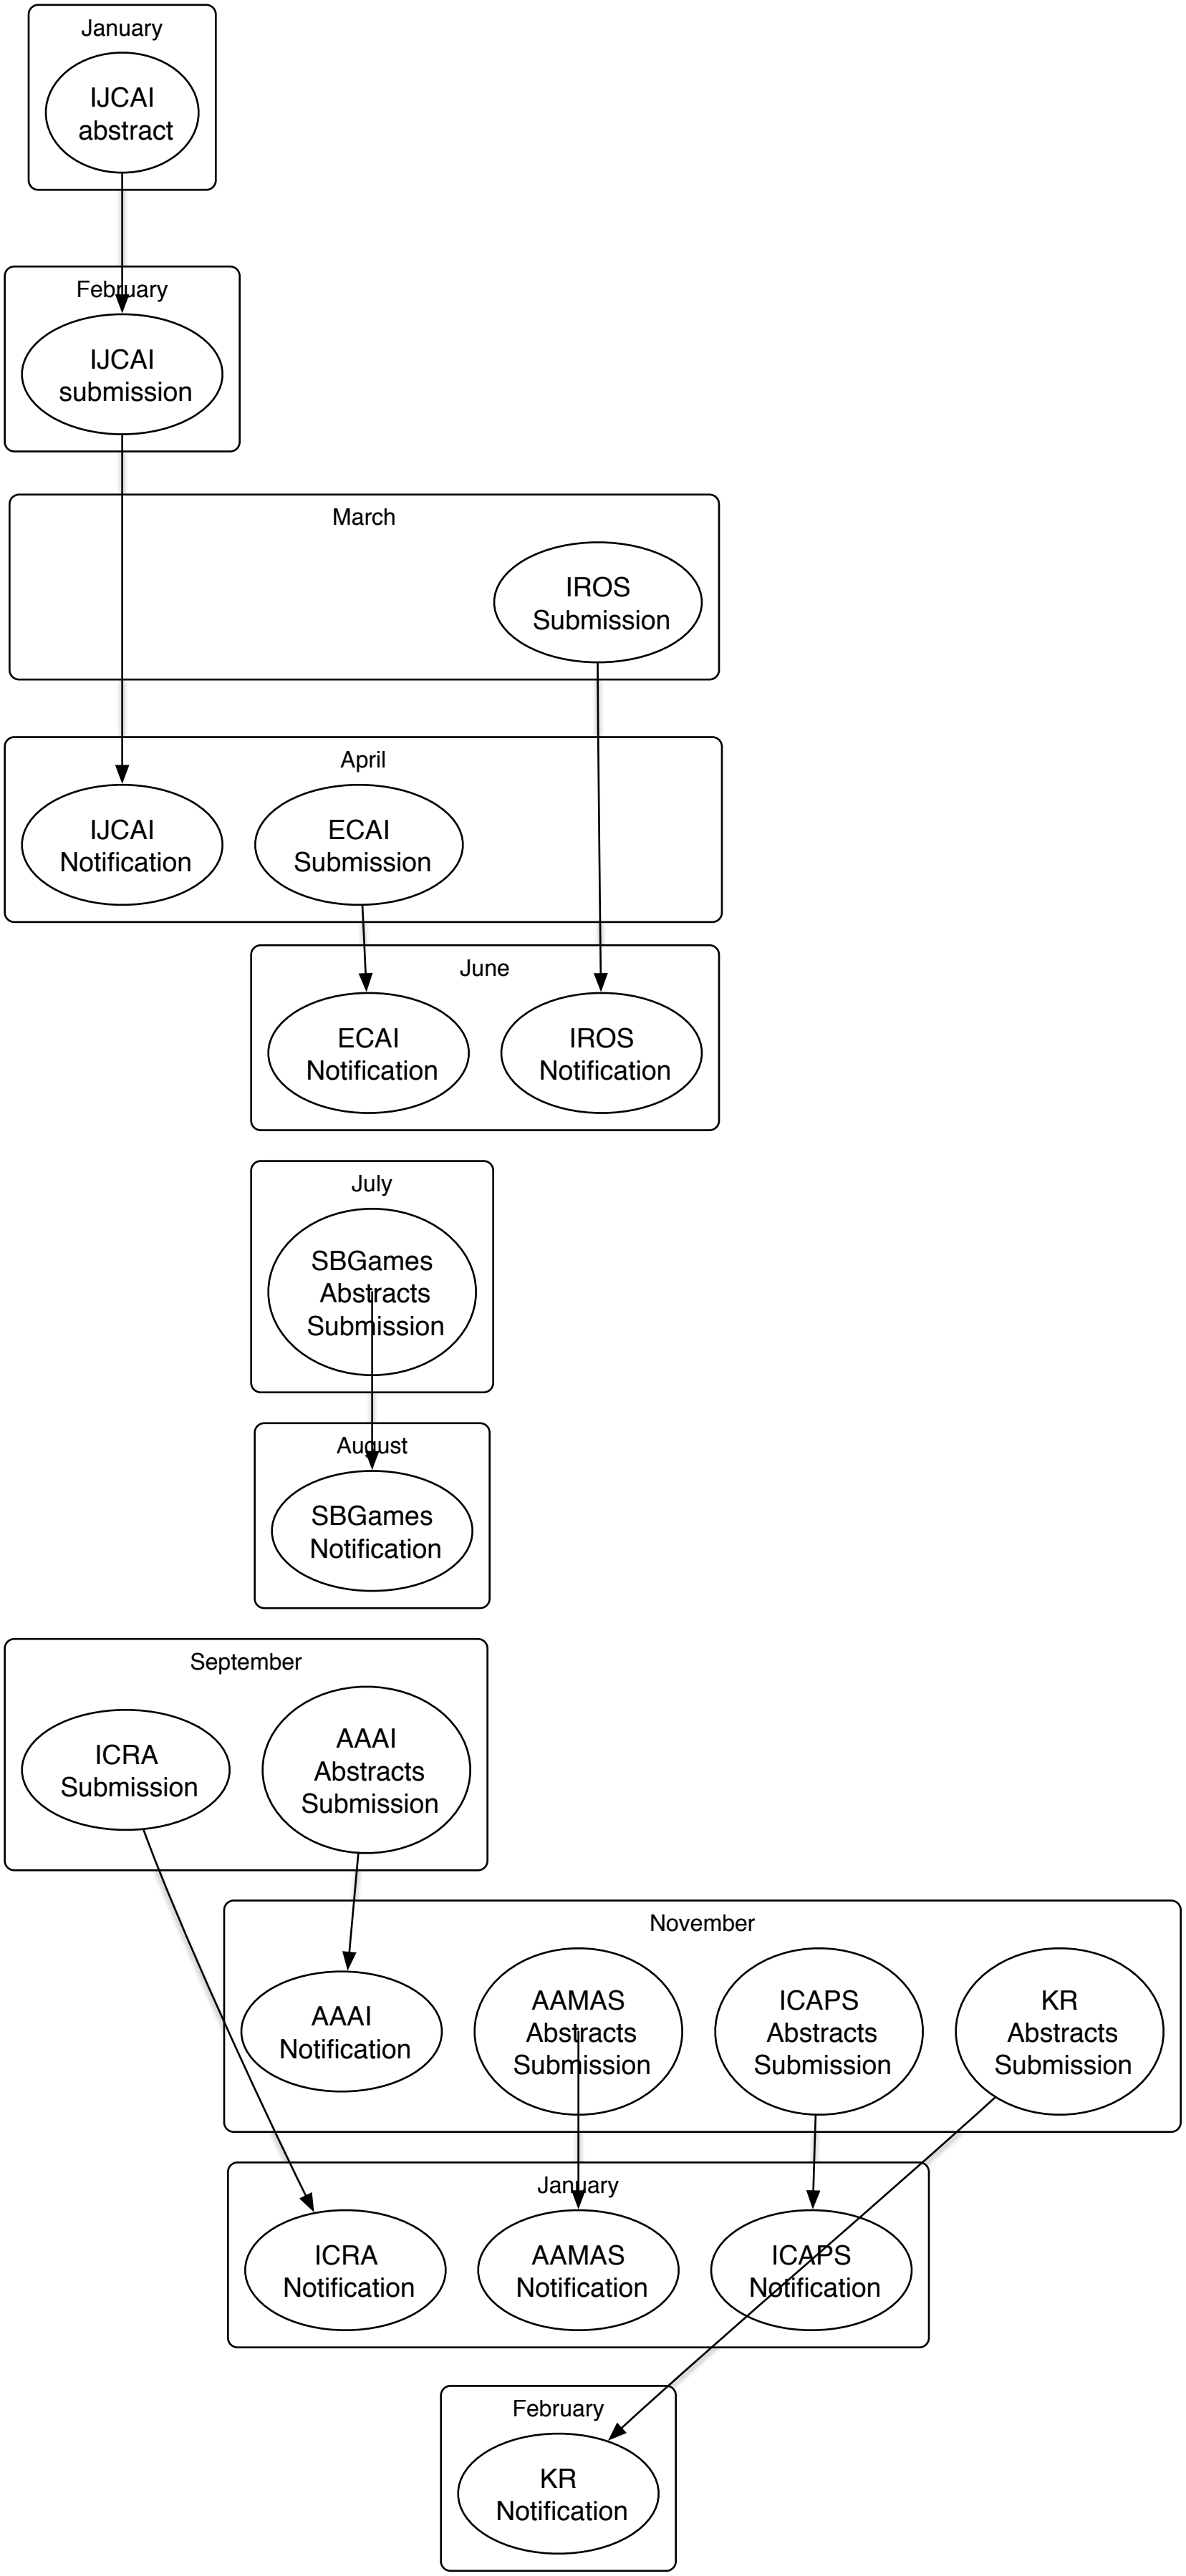 January
IJCAI
abstract
February
IJCAI
submission
March
IROS
Submission
April
IJCAI
Notification
ECAI
Submission
June
ECAI
Notification
IROS
Notification
July
SBGames
Abstracts
Submission
August
SBGames
Notification
September
ICRA
Submission
AAAI
Abstracts
Submission
November
AAAI
Notification
AAMAS
Abstracts
Submission
ICAPS
Abstracts
Submission
KR
Abstracts
Submission
January
ICRA
Notification
AAMAS
Notification
ICAPS
Notification
February
KR
Notification